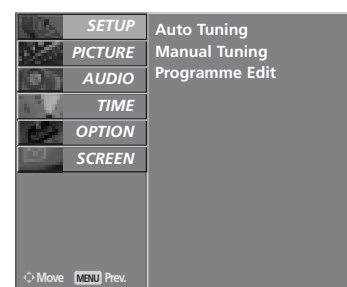 SETUP
PICTURE
AUDIO
TIME
OPTION
SCREEN
Auto Tuning
Manual Tuning
Programme Edit
Move MENU Prev.